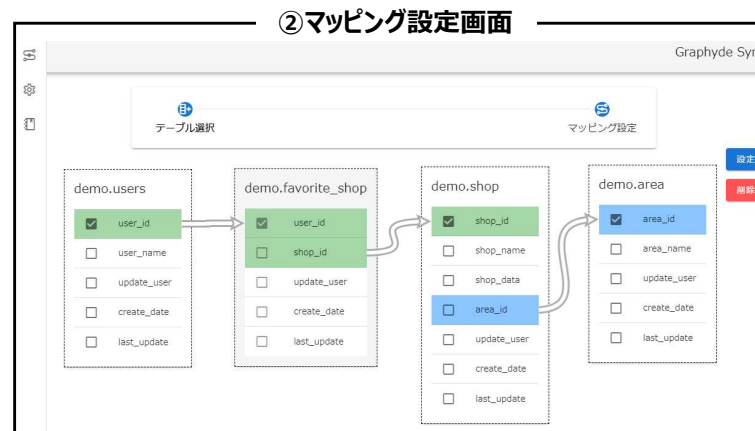 ②マッピング設定画面
Graphyde Syn
テーブル選択
マッピング設定
設定
削除
demo.users
user_id
user_name
update_user
create_date
last_update
demo.favorite_shop
user_id
shop_id
update_user
create_date
last_update
demo.shop
shop_id
shop_name
shop_data
area_id
update_user
create_date
last_update
demo.area
area_id
area_name
update_user
create_date
last_update